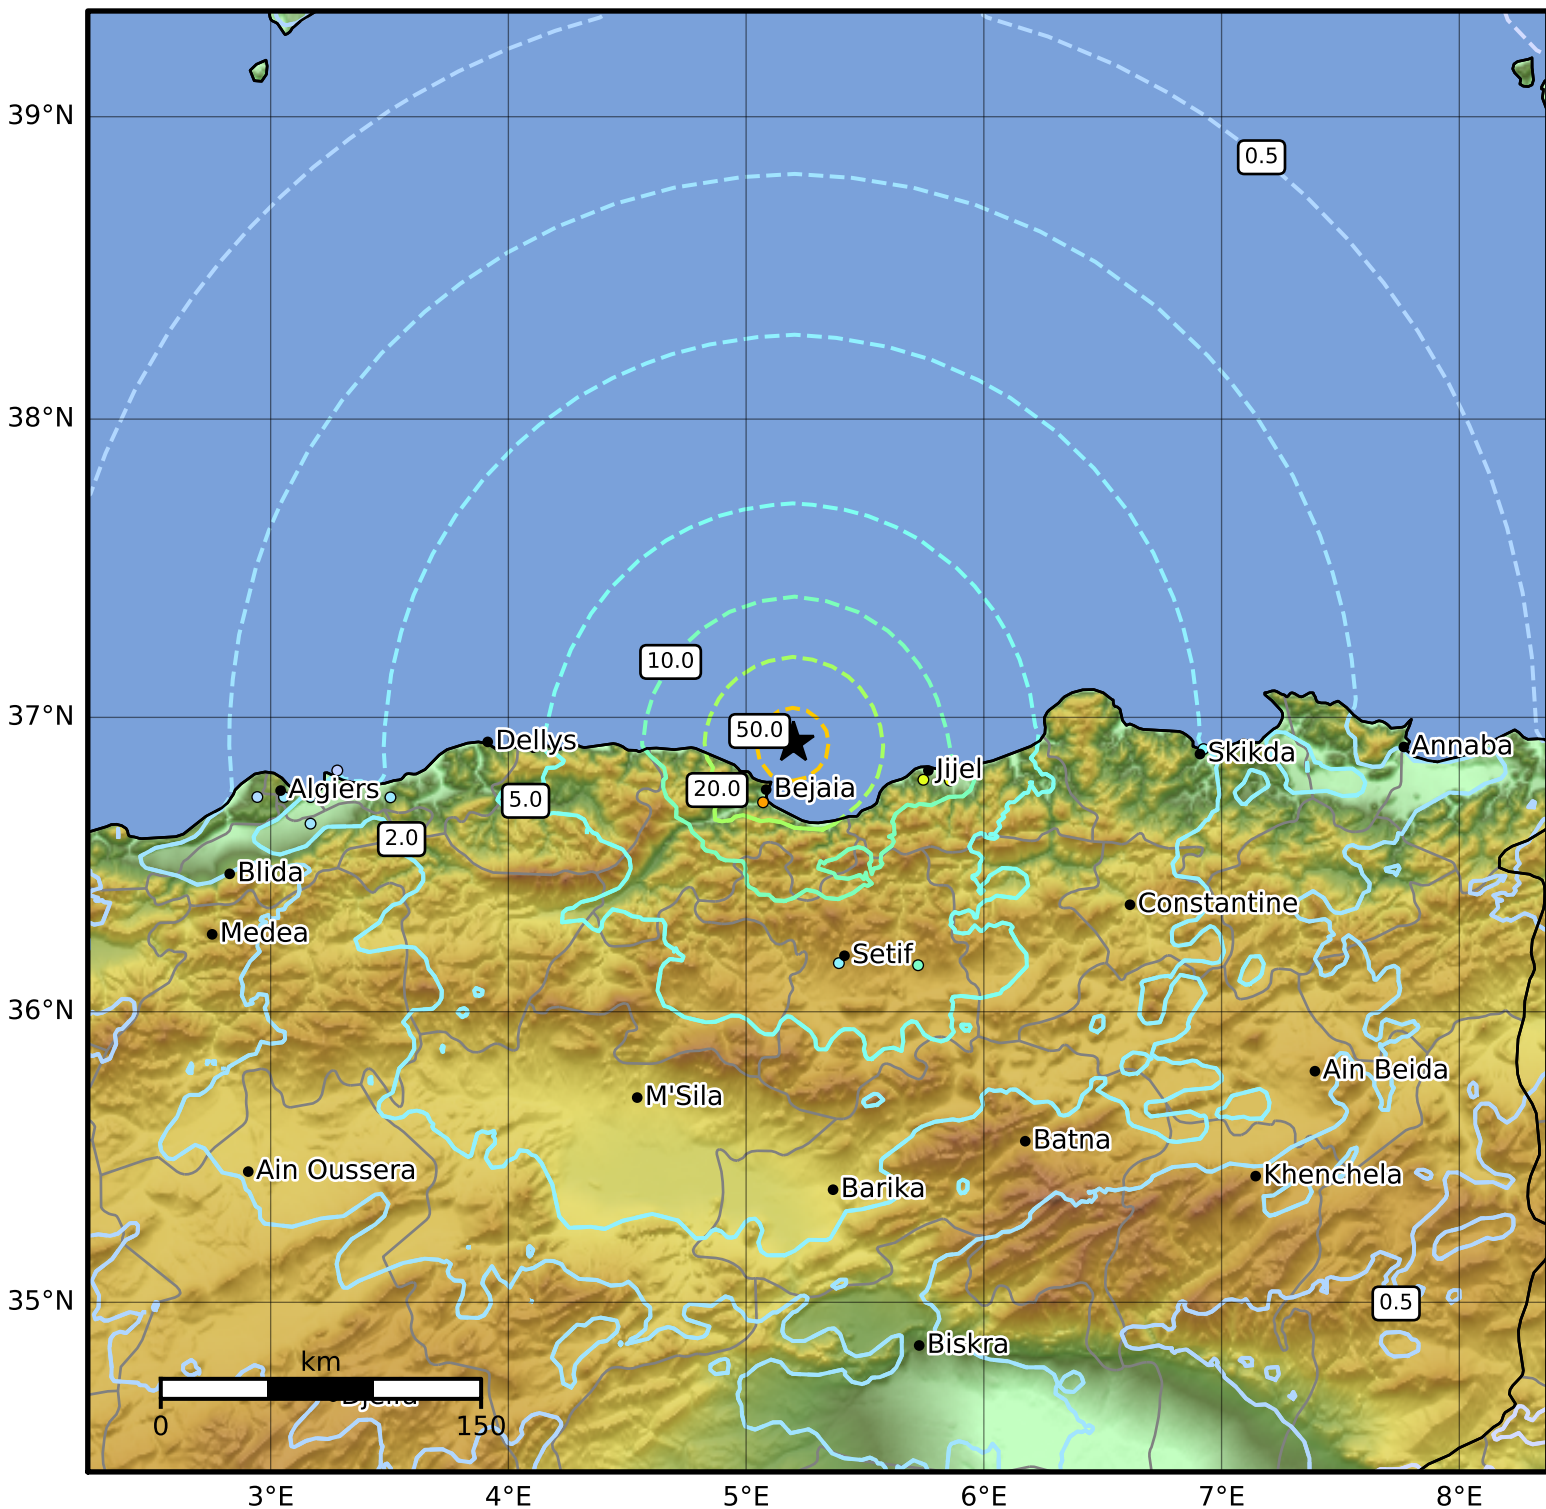 39°N
0.5
38°N
10.0
37°N
50.0
Dellys
Skikda
Annaba
Jijel
Algiers
20.0
Bejaia
5.0
2.0
Blida
Constantine
Medea
Setif
36°N
Ain Beida
M'Sila
Batna
Ain Oussera
Khenchela
Barika
35°N
0.5
Biskra
km
0
150
3°E
4°E
5°E
6°E
7°E
8°E